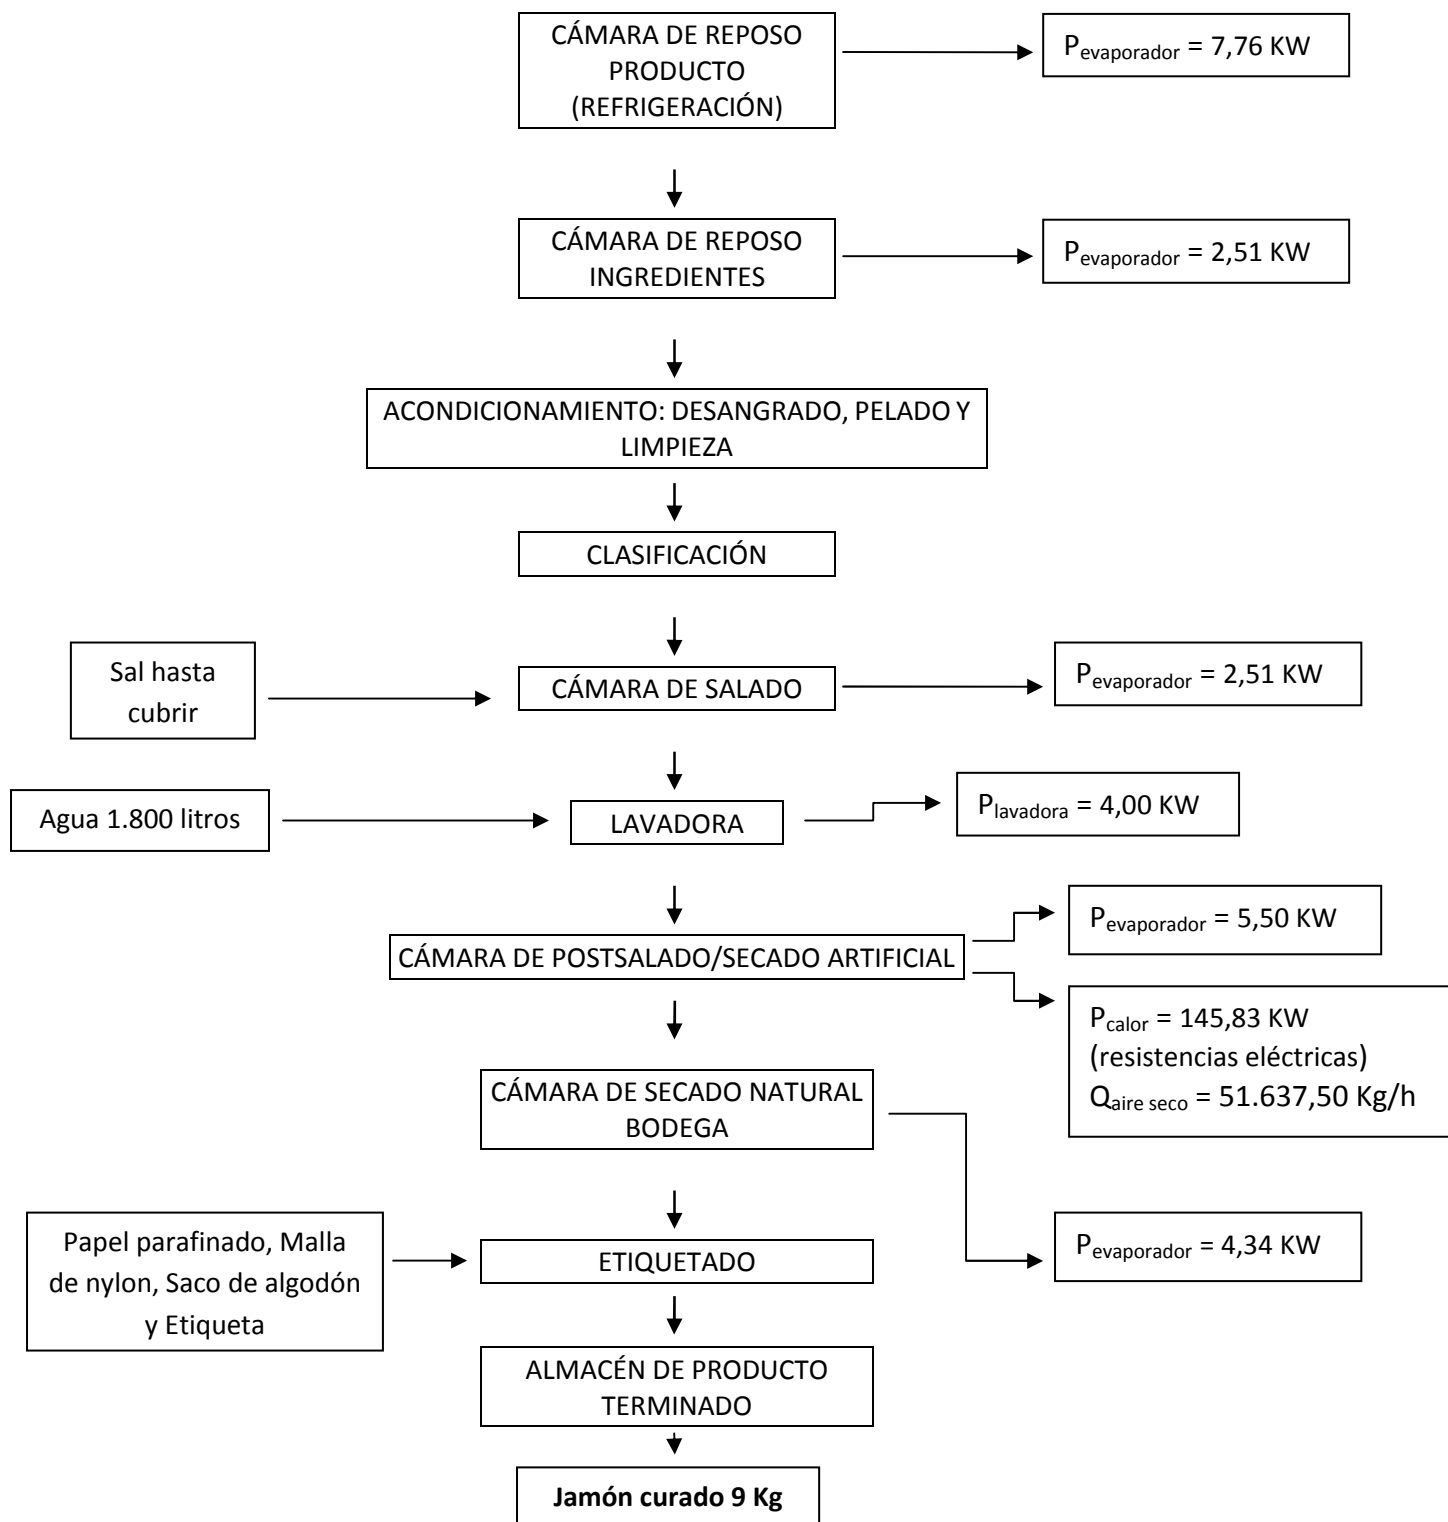 CÁMARA DE REPOSO
PRODUCTO
(REFRIGERACIÓN)
Pevaporador = 7,76 KW
CÁMARA DE REPOSO
INGREDIENTES
Pevaporador = 2,51 KW
ACONDICIONAMIENTO: DESANGRADO, PELADO Y
LIMPIEZA
CLASIFICACIÓN
Sal hasta
cubrir
CÁMARA DE SALADO
Pevaporador = 2,51 KW
Agua 1.800 litros
LAVADORA
Plavadora = 4,00 KW
CÁMARA DE POSTSALADO/SECADO ARTIFICIAL
Pevaporador = 5,50 KW
Pcalor = 145,83 KW
(resistencias eléctricas)
Qaire seco = 51.637,50 Kg/h
CÁMARA DE SECADO NATURAL
BODEGA
Pevaporador = 4,34 KW
Papel parafinado, Malla
de nylon, Saco de algodón
y Etiqueta
ETIQUETADO
ALMACÉN DE PRODUCTO
TERMINADO
Jamón curado 9 Kg